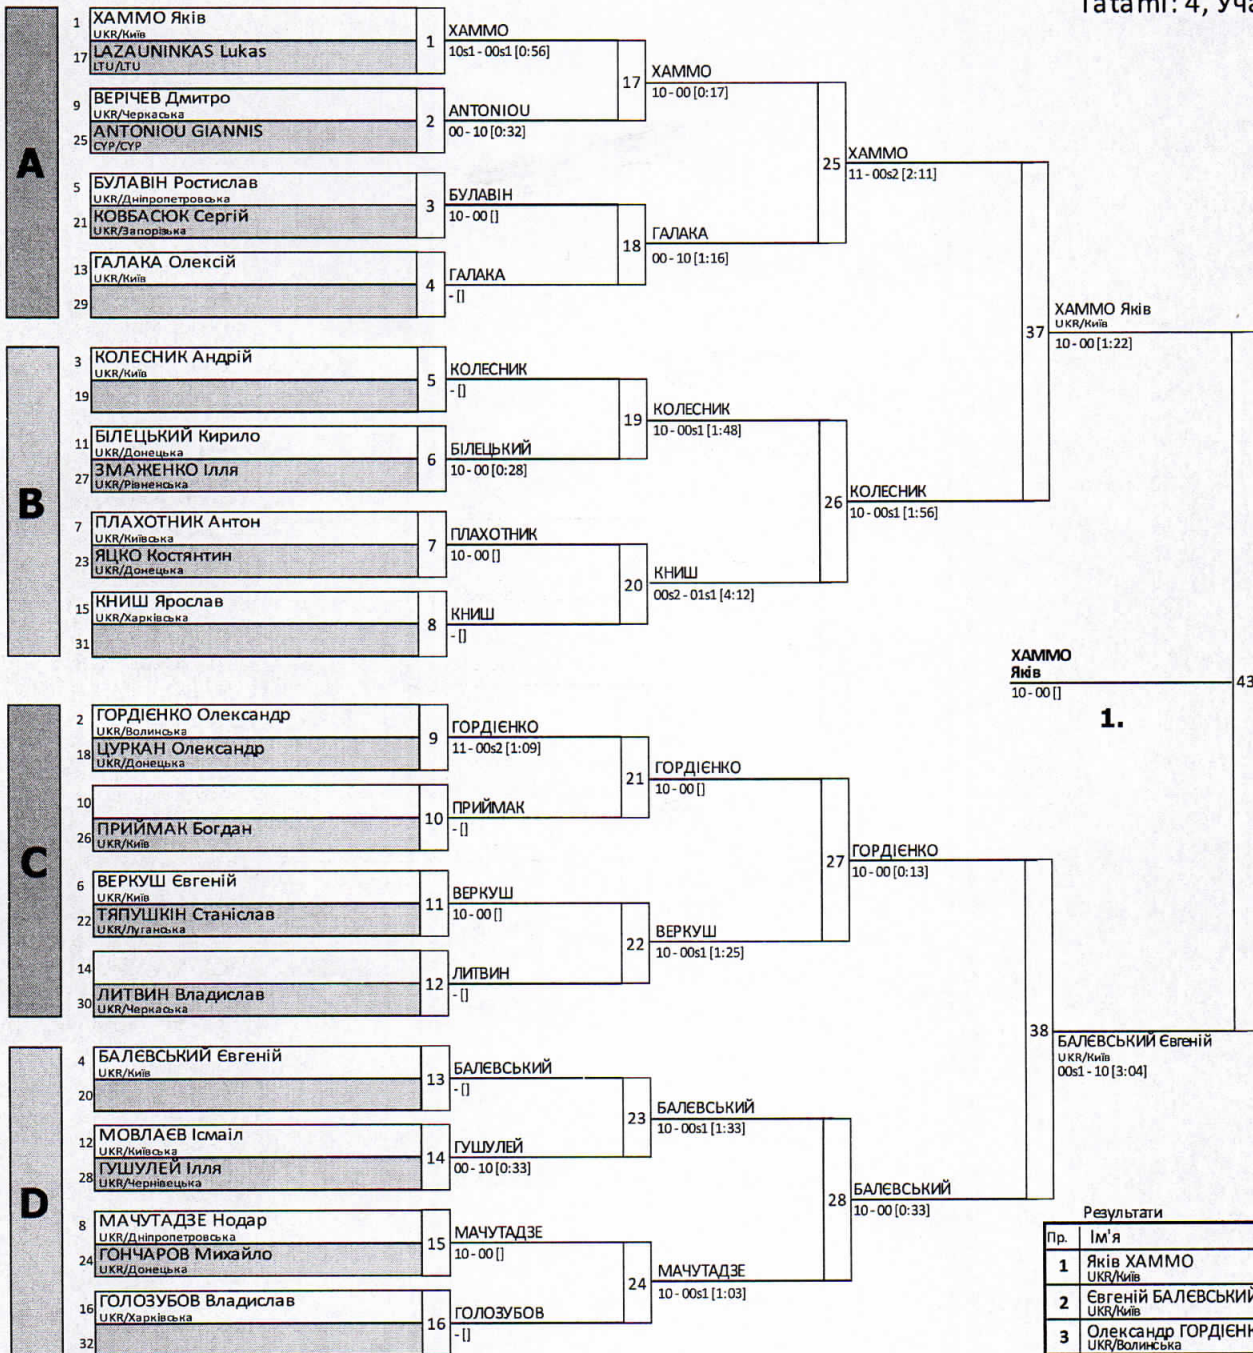 Tatami: 4, Уча
A
1 ХАММО Яків
UKR/Київ
17 LAZAUNINKAS Lukas
LTU/LTU
1
ХАММО
10s1 - 00s1 [0:56]
9 ВЕРІЧЕВ Дмитро
UKR/Черкаська
25 ANTONIOU GIANNIS
CYP/CYP
2
ANTONIOU
00 - 10 [0:32]
17
ХАММО
10 - 00 [0:17]
5 БУЛАВІН Ростислав
UKR/Дніпропетровська
21 КОВБАСЮК Сергій
UKR/Запорізька
3
БУЛАВІН
10 - 00 []
13 ГАЛАКА Олексій
UKR/Київ
29
4
ГАЛАКА
- []
18
ГАЛАКА
00 - 10 [1:16]
25
ХАММО
11 - 00s2 [2:11]
B
3 КОЛЕСНИК Андрій
UKR/Київ
19
5
КОЛЕСНИК
- []
11 БІЛЕЦЬКИЙ Кирило
UKR/Донецька
27 ЗМАЖЕНКО Ілля
UKR/Рівненська
6
БІЛЕЦЬКИЙ
10 - 00 [0:28]
19
КОЛЕСНИК
10 - 00s1 [1:48]
7 ПЛАХОТНИК Антон
UKR/Київська
23 ЯЦКО Костянтин
UKR/Донецька
7
ПЛАХОТНИК
10 - 00 []
15 КНИШ Ярослав
UKR/Харківська
31
8
КНИШ
- []
20
КНИШ
00s2 - 01s1 [4:12]
26
КОЛЕСНИК
10 - 00s1 [1:56]
37
ХАММО Яків
UKR/Київ
10 - 00 [1:22]
ХАММО
Яків
10 - 00 []
1.
43
C
2 ГОРДІЄНКО Олександр
UKR/Волинська
18 ЦУРКАН Олександр
UKR/Донецька
9
ГОРДІЄНКО
11 - 00s2 [1:09]
10
26 ПРИЙМАК Богдан
UKR/Київ
10
ПРИЙМАК
- []
21
ГОРДІЄНКО
10 - 00 []
6 ВЕРКУШ Євгеній
UKR/Київ
22 ТЯПУШКІН Станіслав
UKR/Луганська
11
ВЕРКУШ
10 - 00 []
14
30 ЛИТВИН Владислав
UKR/Черкаська
12
ЛИТВИН
- []
22
ВЕРКУШ
10 - 00s1 [1:25]
27
ГОРДІЄНКО
10 - 00 [0:13]
D
4 БАЛЄВСЬКИЙ Євгеній
UKR/Київ
20
13
БАЛЄВСЬКИЙ
- []
12 МОВЛАЄВ Ісмаіл
UKR/Київська
28 ГУШУЛЕЙ Ілля
UKR/Чернівецька
14
ГУШУЛЕЙ
00 - 10 [0:33]
23
БАЛЄВСЬКИЙ
10 - 00s1 [1:33]
8 МАЧУТАДЗЕ Нодар
UKR/Дніпропетровська
24 ГОНЧАРОВ Михайло
UKR/Донецька
15
МАЧУТАДЗЕ
10 - 00 []
16 ГОЛОЗУБОВ Владислав
UKR/Харківська
32
16
ГОЛОЗУБОВ
- []
24
МАЧУТАДЗЕ
10 - 00s1 [1:03]
28
БАЛЄВСЬКИЙ
10 - 00 [0:33]
38
БАЛЄВСЬКИЙ Євгеній
UKR/Київ
00s1 - 10 [3:04]
Результати
Пр. Ім'я
1 Яків ХАММО
UKR/Київ
2 Євгеній БАЛЄВСЬКИЙ
UKR/Київ
3 Олександр ГОРДІЄНК
UKR/Волинська